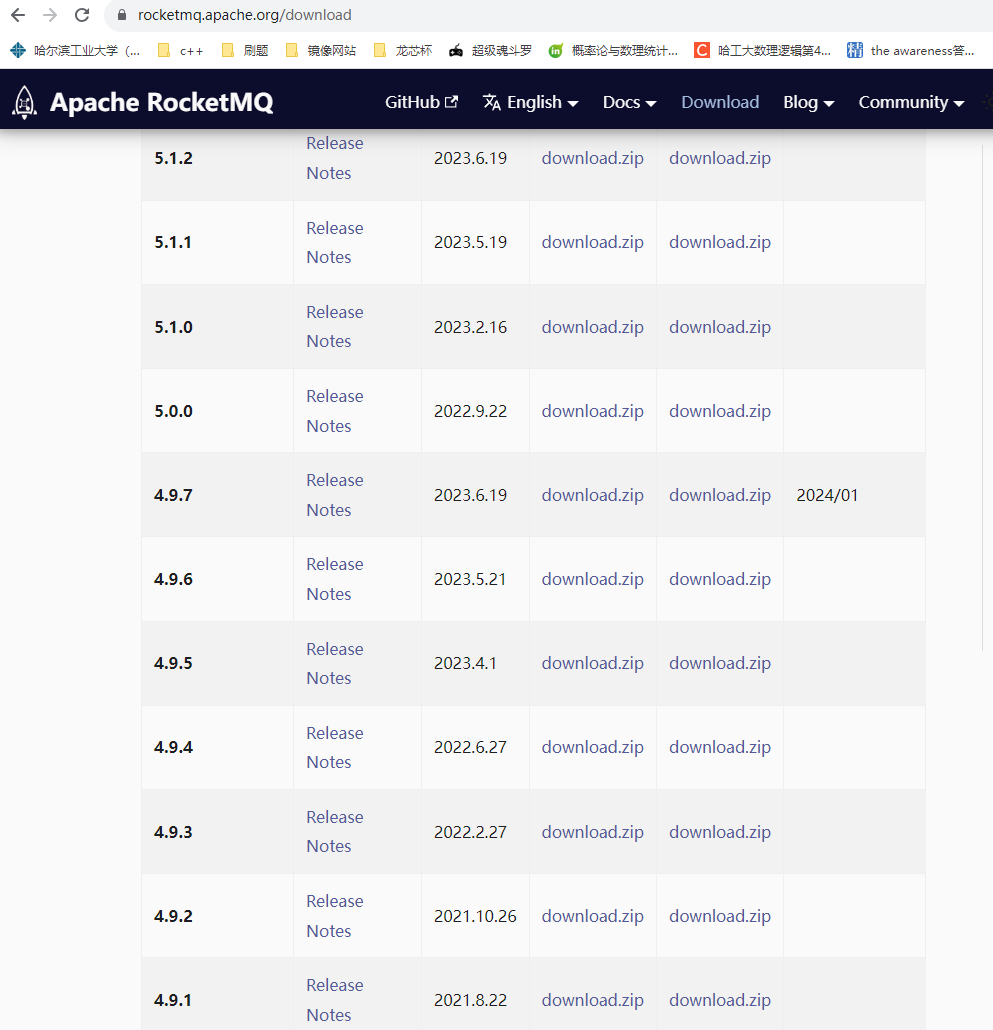 rocketmq.apache.org/download
哈尔滨工业大学（... c++ 刷题 镜像网站 龙芯杯 超级魂斗罗 概率论与数理统计... 哈工大数理逻辑第4... the awareness答...
Apache RocketMQ GitHub English Docs Download Blog Community
5.1.2 Release Notes 2023.6.19 download.zip download.zip
5.1.1 Release Notes 2023.5.19 download.zip download.zip
5.1.0 Release Notes 2023.2.16 download.zip download.zip
5.0.0 Release Notes 2022.9.22 download.zip download.zip
4.9.7 Release Notes 2023.6.19 download.zip download.zip 2024/01
4.9.6 Release Notes 2023.5.21 download.zip download.zip
4.9.5 Release Notes 2023.4.1 download.zip download.zip
4.9.4 Release Notes 2022.6.27 download.zip download.zip
4.9.3 Release Notes 2022.2.27 download.zip download.zip
4.9.2 Release Notes 2021.10.26 download.zip download.zip
4.9.1 Release Notes 2021.8.22 download.zip download.zip